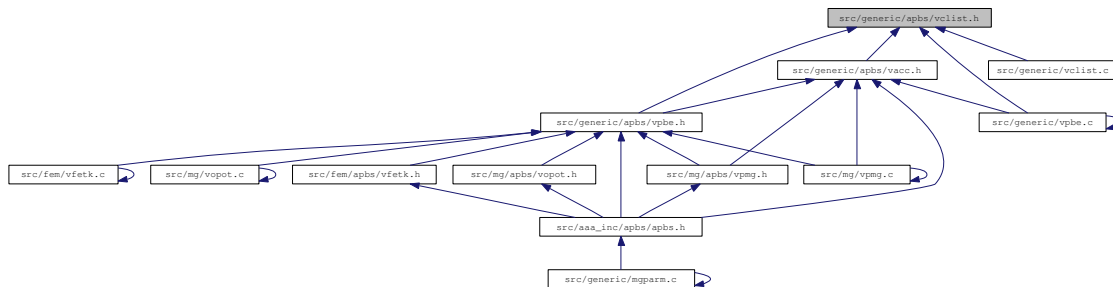 src/generic/apbs/vclist.h
src/generic/apbs/vacc.h
src/generic/vclist.c
src/generic/apbs/vpbe.h
src/generic/vpbe.c
src/fem/vfetk.c
src/mg/vopot.c
src/fem/apbs/vfetk.h
src/mg/apbs/vopot.h
src/mg/apbs/vpmg.h
src/mg/vpmg.c
src/aaa_inc/apbs/apbs.h
src/generic/mgparm.c